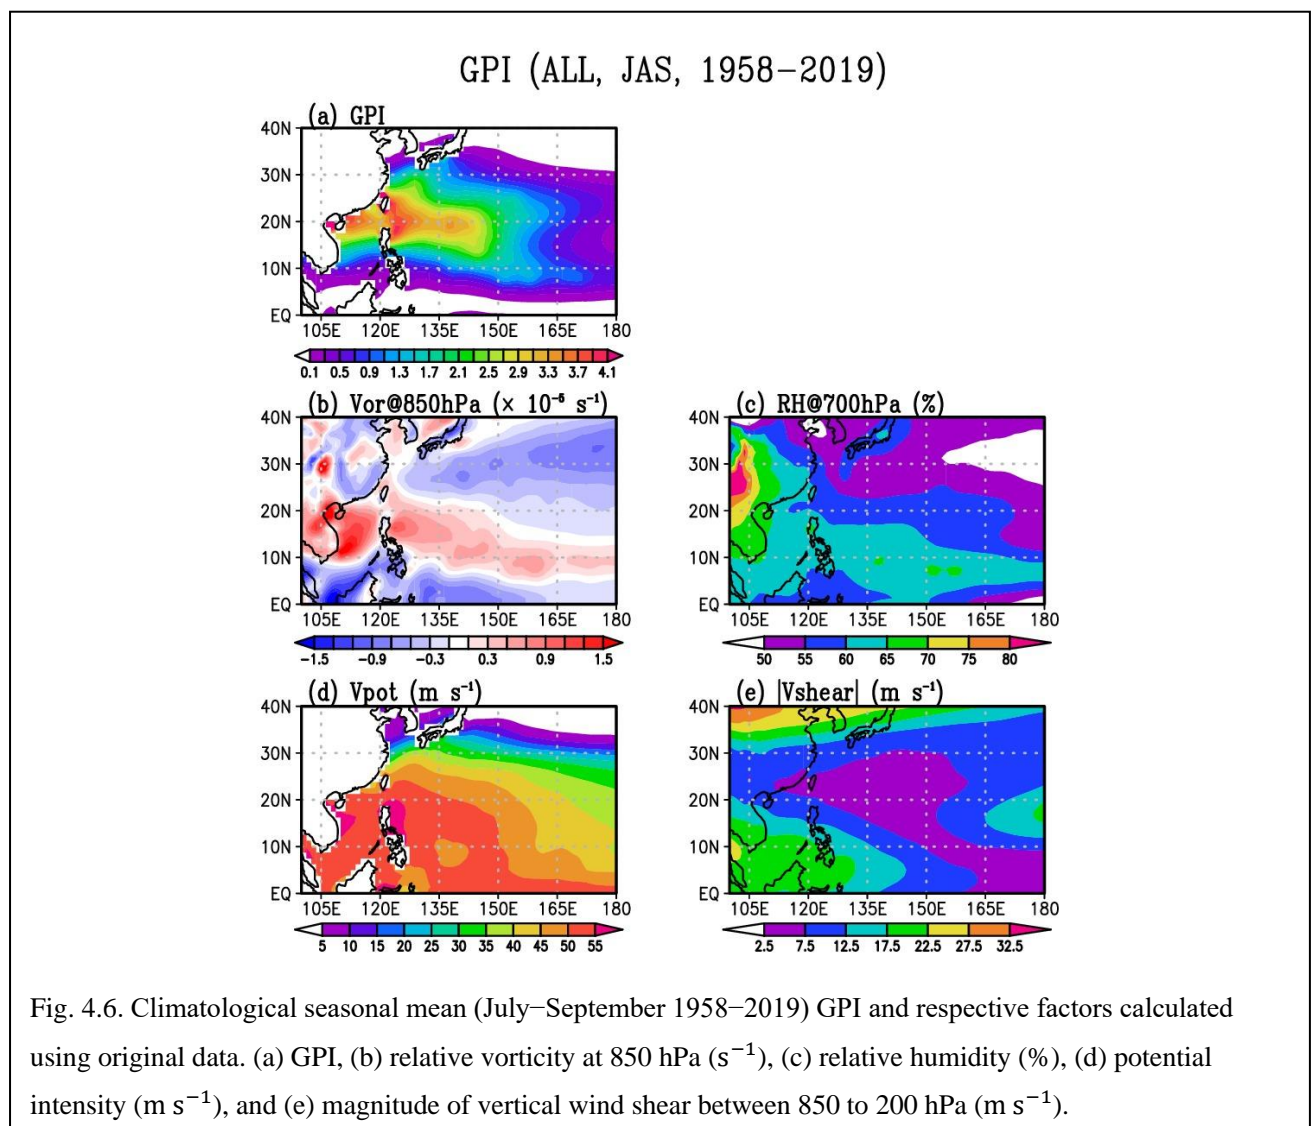 GPI (ALL, JAS, 1958−2019)
(a) GPI
40N
30N
20N
10N
EQ
105E 120E 135E 150E 165E 180
0.1 0.5 0.9 1.3 1.7 2.1 2.5 2.9 3.3 3.7 4.1
(b) Vor@850hPa (× 10⁻⁵ s⁻¹)
40N
30N
20N
10N
EQ
105E 120E 135E 150E 165E 180
−1.5 −0.9 −0.3 0.3 0.9 1.5
(c) RH@700hPa (%)
40N
30N
20N
10N
EQ
105E 120E 135E 150E 165E 180
50 55 60 65 70 75 80
(d) Vpot (m s⁻¹)
40N
30N
20N
10N
EQ
105E 120E 135E 150E 165E 180
5 10 15 20 25 30 35 40 45 50 55
(e) |Vshear| (m s⁻¹)
40N
30N
20N
10N
EQ
105E 120E 135E 150E 165E 180
2.5 7.5 12.5 17.5 22.5 27.5 32.5
Fig. 4.6. Climatological seasonal mean (July−September 1958−2019) GPI and respective factors calculated
using original data. (a) GPI, (b) relative vorticity at 850 hPa (s⁻¹), (c) relative humidity (%), (d) potential
intensity (m s⁻¹), and (e) magnitude of vertical wind shear between 850 to 200 hPa (m s⁻¹).